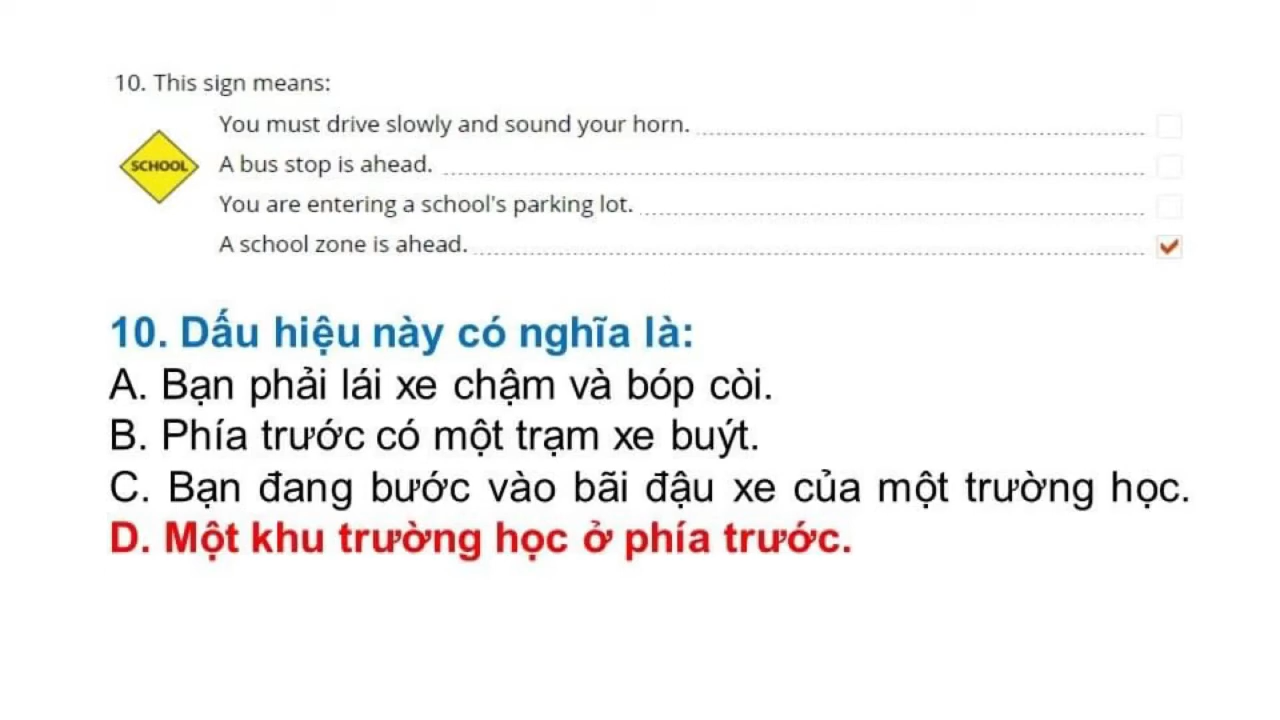 10. This sign means:
You must drive slowly and sound your horn.
SCHOOL
A bus stop is ahead.
You are entering a school's parking lot.
A school zone is ahead.
10. Dấu hiệu này có nghĩa là:
A. Bạn phải lái xe chậm và bóp còi.
B. Phía trước có một trạm xe buýt.
C. Bạn đang bước vào bãi đậu xe của một trường học.
D. Một khu trường học ở phía trước.